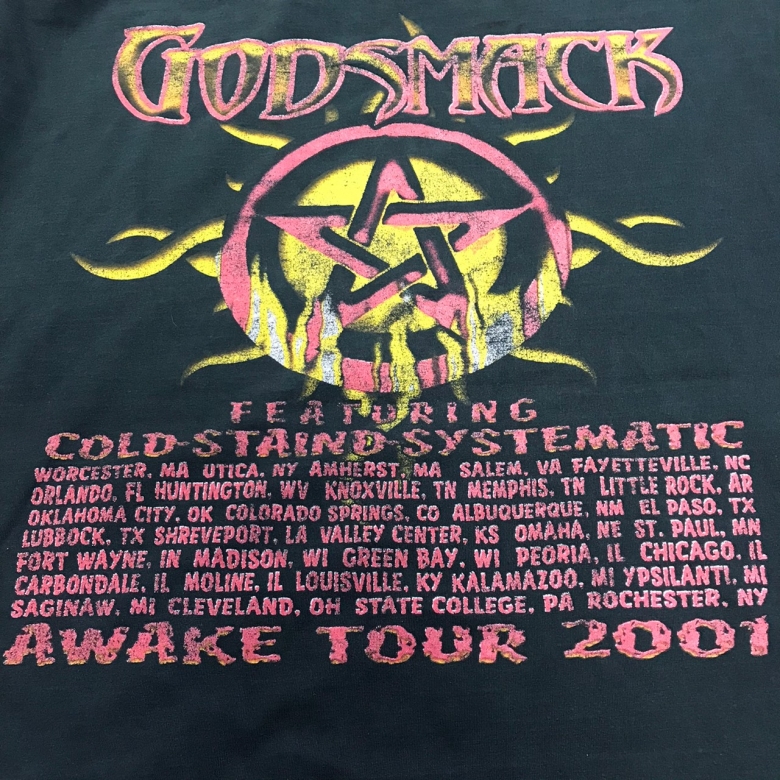 GODSMACK
FEATURING
COLD-STAIND-SYSTEMATIC
WORCESTER, MA UTICA, NY AMHERST, MA SALEM, VA FAYETTEVILLE, NC
ORLANDO, FL HUNTINGTON, WV KNOXVILLE, TN MEMPHIS, TN LITTLE ROCK, AR
OKLAHOMA CITY, OK COLORADO SPRINGS, CO ALBUQUERQUE, NM EL PASO, TX
LUBBOCK, TX SHREVEPORT, LA VALLEY CENTER, KS OMAHA, NE ST. PAUL, MN
FORT WAYNE, IN MADISON, WI GREEN BAY, WI PEORIA, IL CHICAGO, IL
CARBONDALE, IL MOLINE, IL LOUISVILLE, KY KALAMAZOO, MI YPSILANTI, MI
SAGINAW, MI CLEVELAND, OH STATE COLLEGE, PA ROCHESTER, NY
AWAKE TOUR 2001